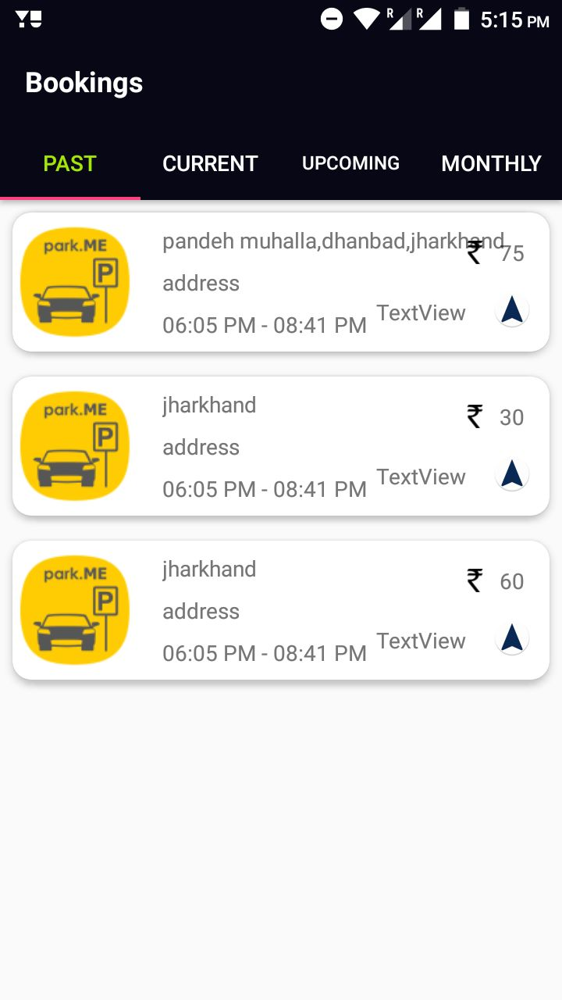 5:15 PM
Bookings
PAST CURRENT UPCOMING MONTHLY
park.ME
P
pandeh muhalla,dhanbad,jharkhand
₹ 75
address
06:05 PM - 08:41 PM TextView
park.ME
P
jharkhand
₹ 30
address
06:05 PM - 08:41 PM TextView
park.ME
P
jharkhand
₹ 60
address
06:05 PM - 08:41 PM TextView